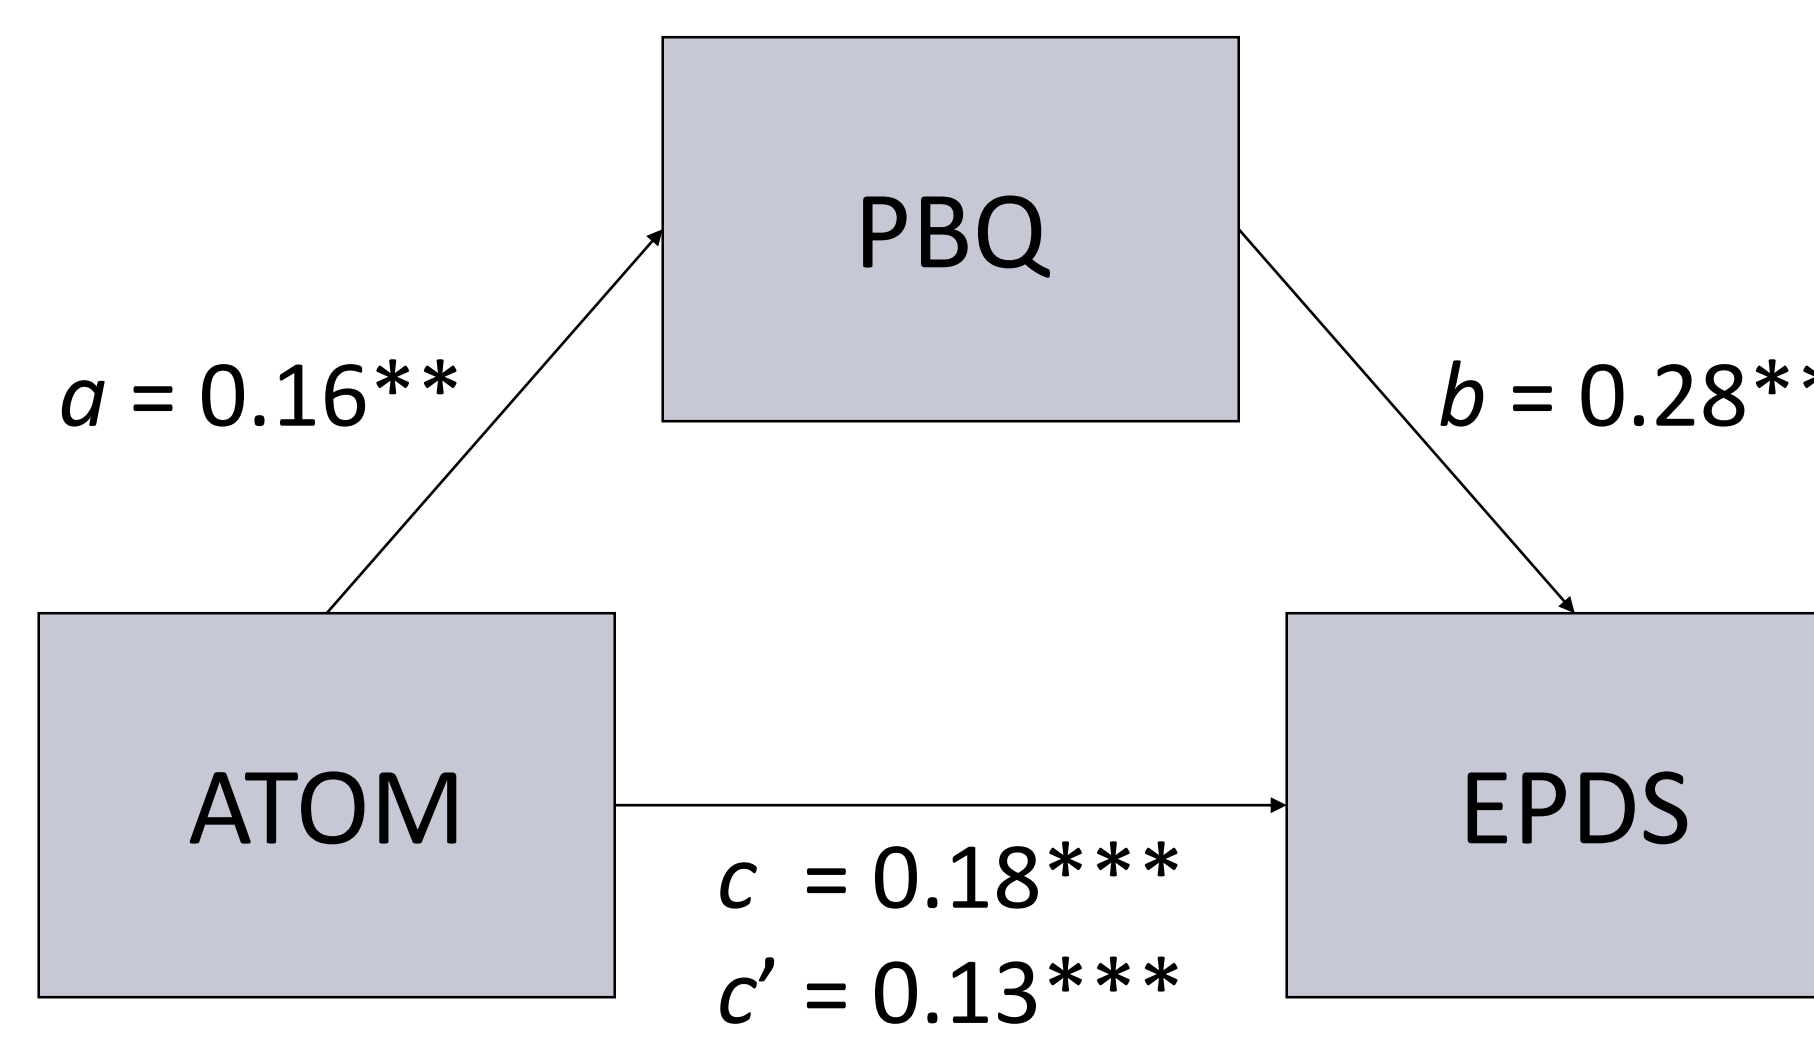 PBQ
a = 0.16**
b = 0.28**
ATOM
EPDS
c = 0.18***
c’ = 0.13***